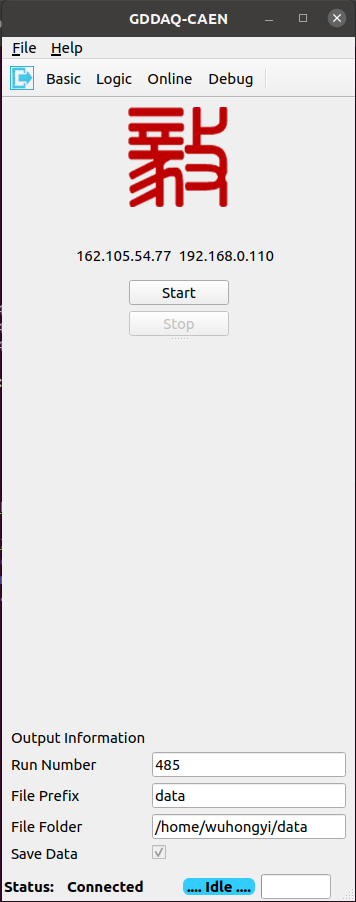 GDDAQ-CAEN
File Help
Basic Logic Online Debug
毅
162.105.54.77 192.168.0.110
Start
Stop
Output Information
Run Number 485
File Prefix data
File Folder /home/wuhongyi/data
Save Data
Status: Connected .... Idle ....